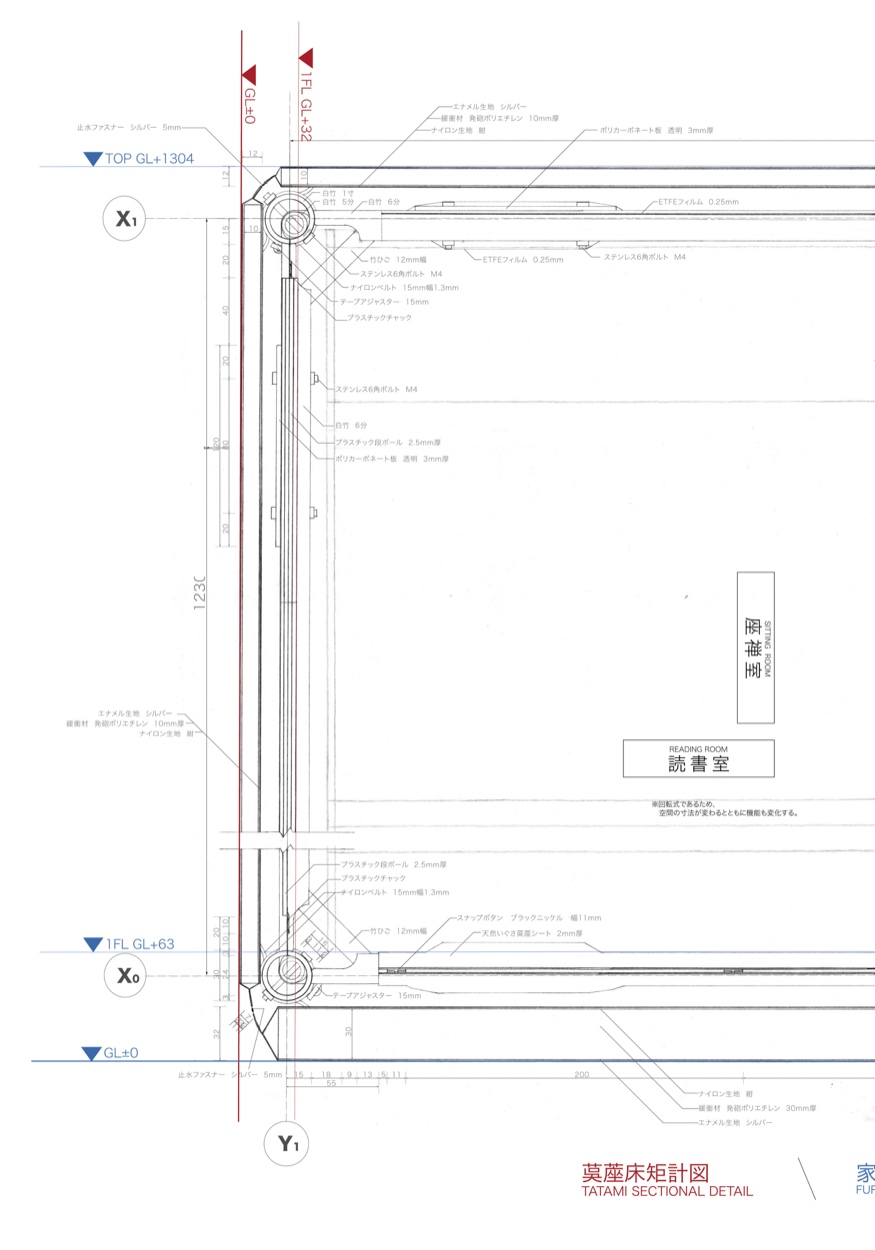 GL±0
1FL GL+32
エナメル生地 シルバー
緩衝材 発砲ポリエチレン 10mm厚
ナイロン生地 紺
ポリカーボネート板 透明 3mm厚
止水ファスナー シルバー 5mm
TOP GL+1304
12
12
10
白竹 1寸
白竹 5分
白竹 6分
ETFEフィルム 0.25mm
X1
15
10
20
竹ひご 12mm幅
ETFEフィルム 0.25mm
ステンレス6角ボルト M4
ステンレス6角ボルト M4
ナイロンベルト 15mm幅1.3mm
テープアジャスター 15mm
40
プラスチックチャック
20
ステンレス6角ボルト M4
白竹 6分
プラスチック段ボール 2.5mm厚
ポリカーボネート板 透明 3mm厚
20
座禅室
SITTING ROOM
エナメル生地 シルバー
緩衝材 発砲ポリエチレン 10mm厚
ナイロン生地 紺
READING ROOM
読書室
※回転式であるため、
空間の寸法が変わるとともに機能も変化する。
プラスチック段ボール 2.5mm厚
プラスチックチャック
ナイロンベルト 15mm幅1.3mm
スナップボタン ブラックニッケル 幅11mm
竹ひご 12mm幅
天然いぐさ茣蓙シート 2mm厚
20
10
10
1FL GL+63
X0
30
24
テープアジャスター 15mm
32
30
GL±0
止水ファスナー シルバー 5mm
15
18
9
13
5
11
200
55
ナイロン生地 紺
緩衝材 発砲ポリエチレン 30mm厚
エナメル生地 シルバー
Y1
茣蓙床矩計図
TATAMI SECTIONAL DETAIL
家